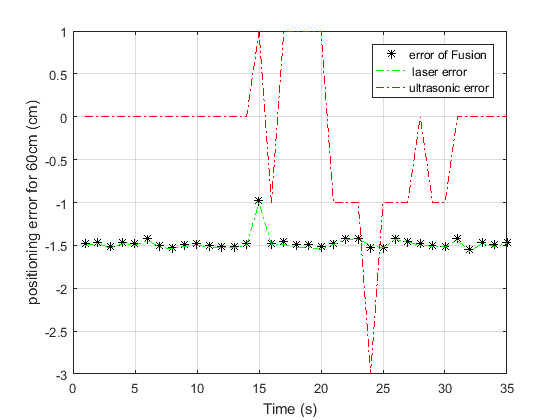 1
0.5
0
-0.5
-1
-1.5
-2
-2.5
-3
positioning error for 60cm (cm)
error of Fusion
laser error
ultrasonic error
0 5 10 15 20 25 30 35
Time (s)